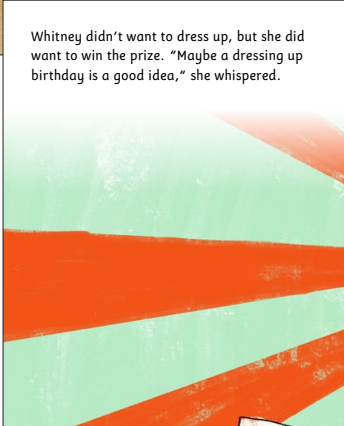 Whitney didn’t want to dress up, but she did
want to win the prize. “Maybe a dressing up
birthday is a good idea,” she whispered.